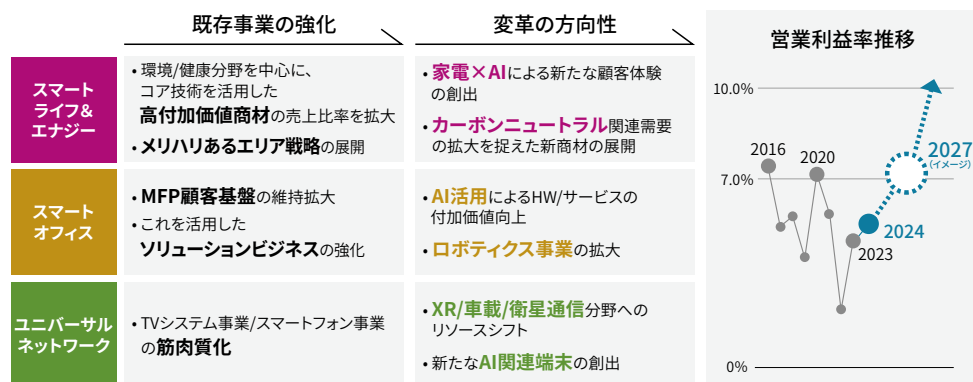 既存事業の強化
変革の方向性
スマート
ライフ&
エナジー
• 環境/健康分野を中心に、
コア技術を活用した
高付加価値商材の売上比率を拡大
• メリハリあるエリア戦略の展開
• 家電×AIによる新たな顧客体験
の創出
• カーボンニュートラル関連需要
の拡大を捉えた新商材の展開
スマート
オフィス
• MFP顧客基盤の維持拡大
• これを活用した
ソリューションビジネスの強化
• AI活用によるHW/サービスの
付加価値向上
• ロボティクス事業の拡大
ユニバーサル
ネットワーク
• TVシステム事業/スマートフォン事業
の筋肉質化
• XR/車載/衛星通信分野への
リソースシフト
• 新たなAI関連端末の創出
営業利益率推移
10.0%
7.0%
0%
2016
2020
2023
2024
2027
(イメージ)